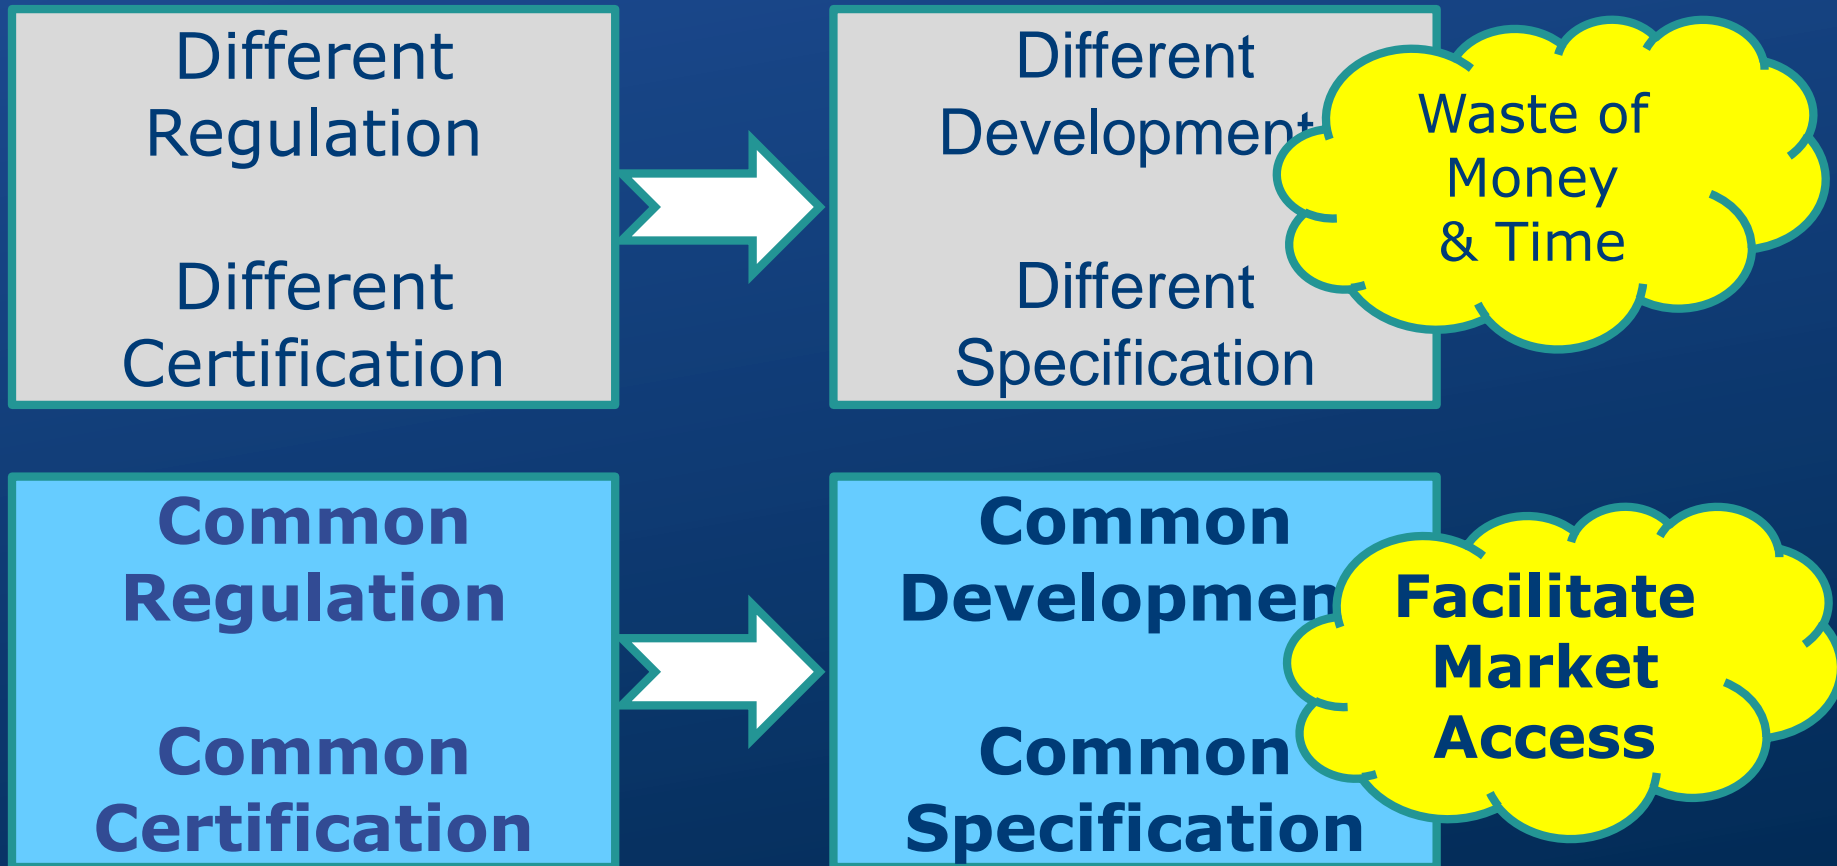 Different
Regulation
Different
Certification
Different
Development
Different
Specification
Waste of
Money
& Time
Common
Regulation
Common
Certification
Common
Developmen
Common
Specification
Facilitate
Market
Access